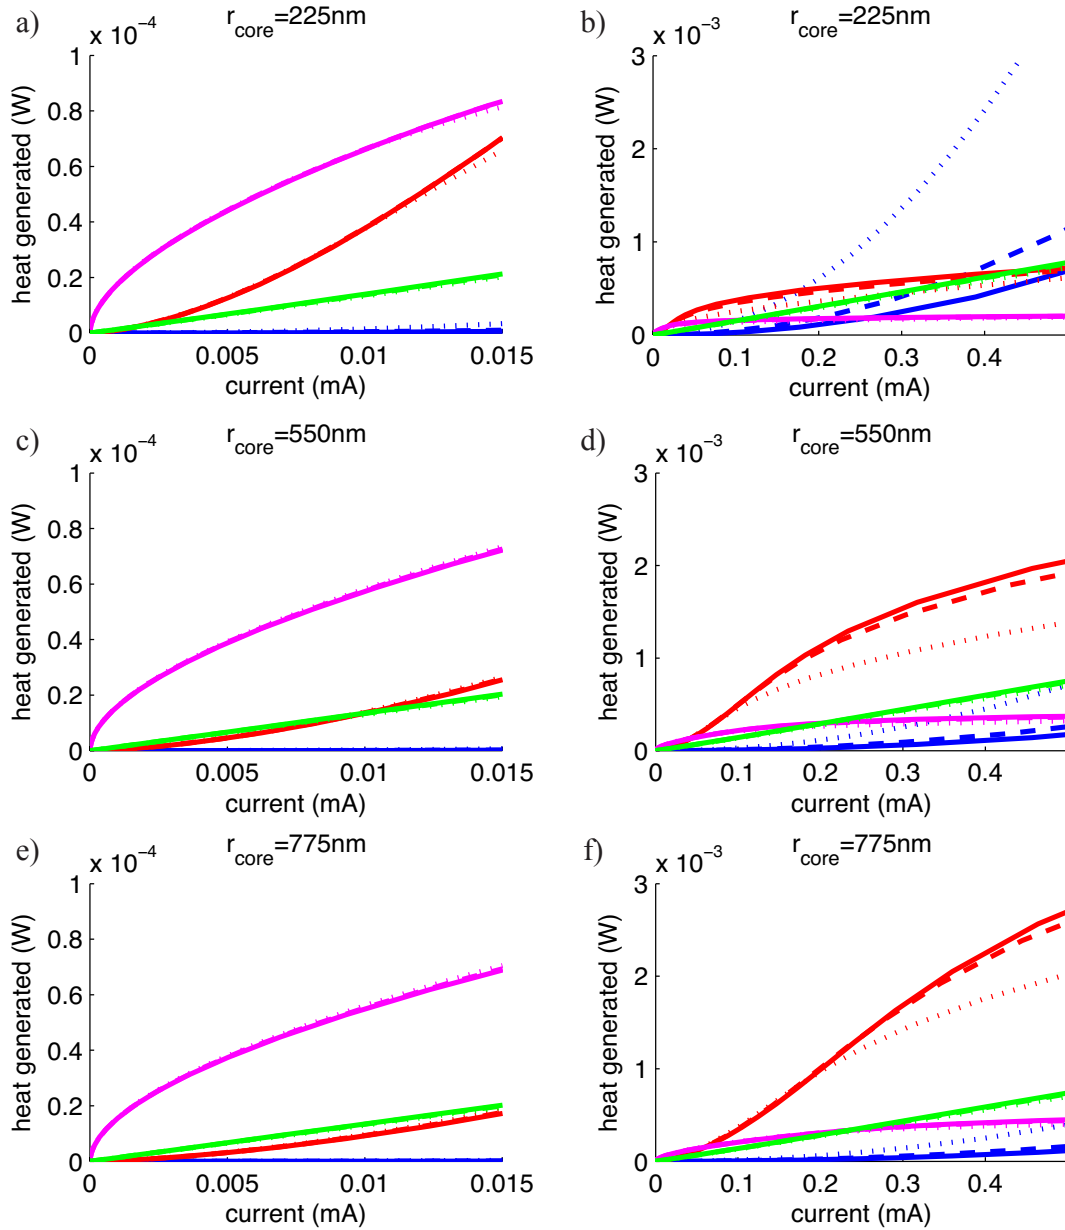 a)
r_core=225nm
x 10^−4
heat generated (W)
1
0.8
0.6
0.4
0.2
0
0 0.005 0.01 0.015
current (mA)
b)
r_core=225nm
x 10^−3
heat generated (W)
3
2
1
0
0 0.1 0.2 0.3 0.4
current (mA)
c)
r_core=550nm
x 10^−4
heat generated (W)
1
0.8
0.6
0.4
0.2
0
0 0.005 0.01 0.015
current (mA)
d)
r_core=550nm
x 10^−3
heat generated (W)
3
2
1
0
0 0.1 0.2 0.3 0.4
current (mA)
e)
r_core=775nm
x 10^−4
heat generated (W)
1
0.8
0.6
0.4
0.2
0
0 0.005 0.01 0.015
current (mA)
f)
r_core=775nm
x 10^−3
heat generated (W)
3
2
1
0
0 0.1 0.2 0.3 0.4
current (mA)